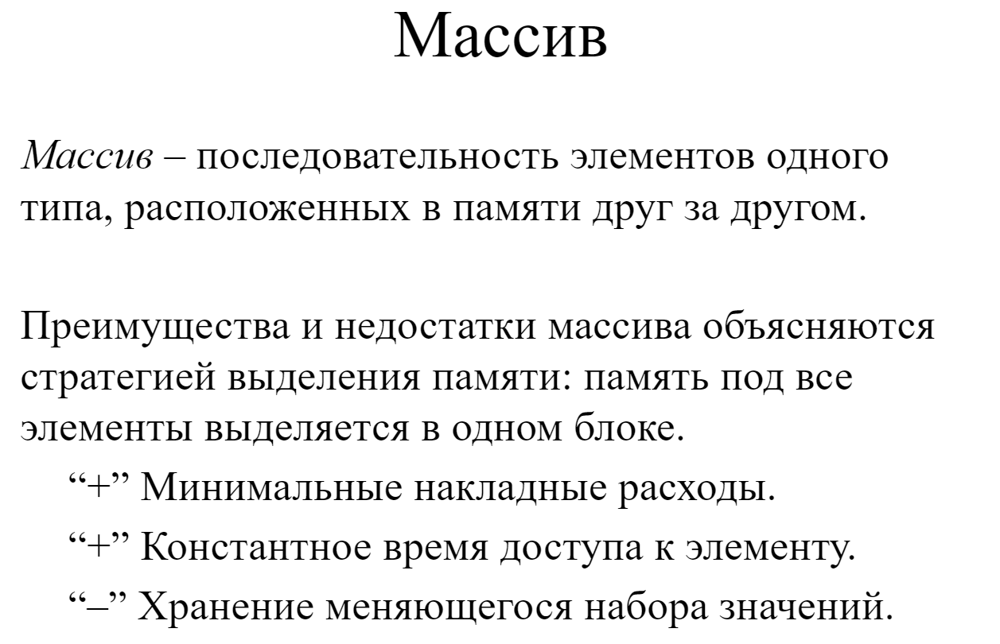 Массив
Массив – последовательность элементов одного
типа, расположенных в памяти друг за другом.
Преимущества и недостатки массива объясняются
стратегией выделения памяти: память под все
элементы выделяется в одном блоке.
“+” Минимальные накладные расходы.
“+” Константное время доступа к элементу.
“–” Хранение меняющегося набора значений.